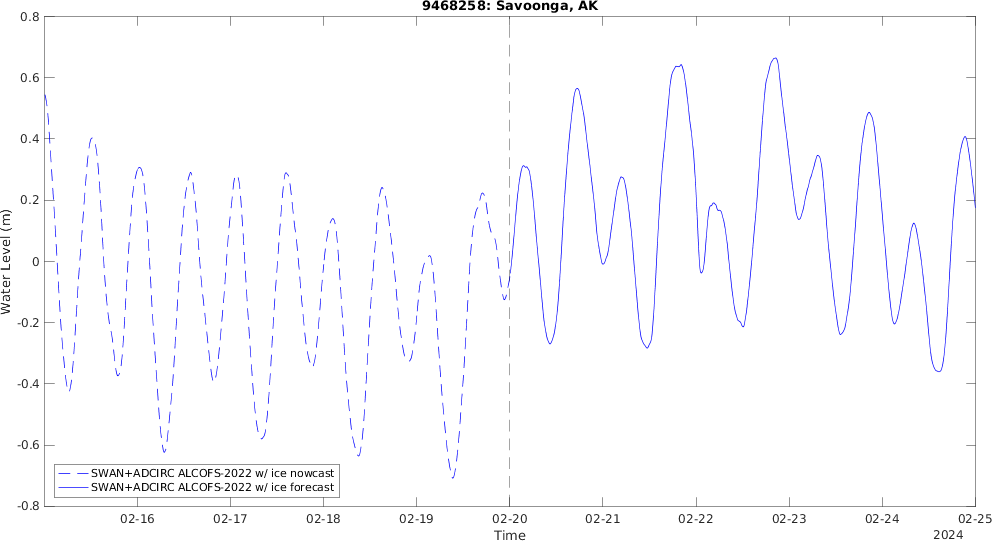 9468258: Savoonga, AK
0.8
0.6
0.4
0.2
0
-0.2
-0.4
-0.6
-0.8
Water Level (m)
SWAN+ADCIRC ALCOFS-2022 w/ ice nowcast
SWAN+ADCIRC ALCOFS-2022 w/ ice forecast
02-16 02-17 02-18 02-19 02-20 02-21 02-22 02-23 02-24 02-25
Time
2024